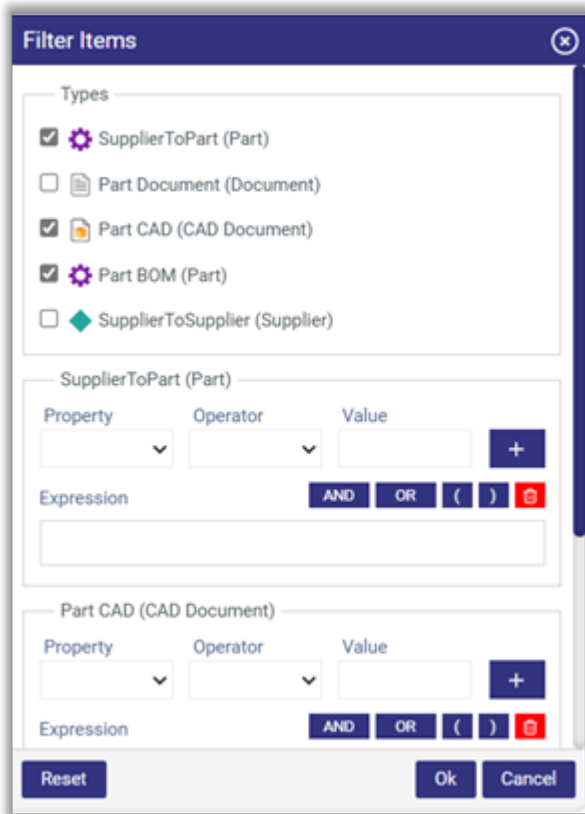 Filter Items
Types
SupplierToPart (Part)
Part Document (Document)
Part CAD (CAD Document)
Part BOM (Part)
SupplierToSupplier (Supplier)
SupplierToPart (Part)
Property Operator Value
+
Expression AND OR ( )
Part CAD (CAD Document)
Property Operator Value
+
Expression AND OR ( )
Reset Ok Cancel